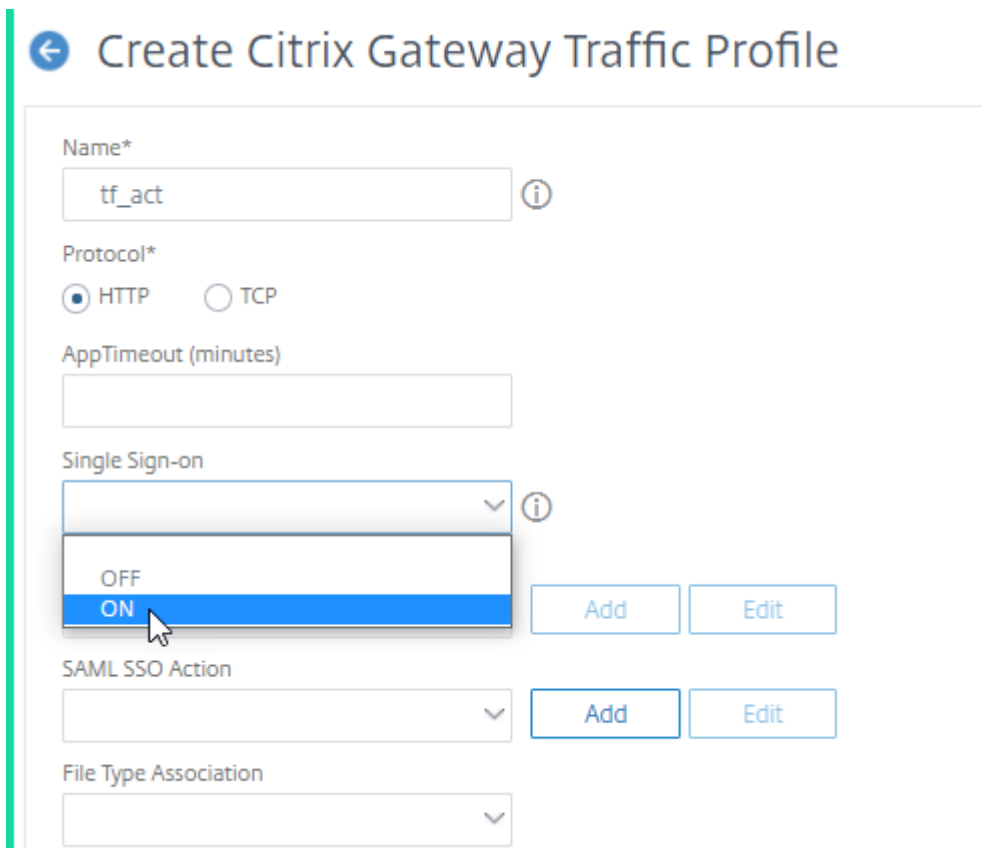 Create Citrix Gateway Traffic Profile
Name*
tf_act
Protocol*
HTTP TCP
AppTimeout (minutes)
Single Sign-on
OFF
ON
Add Edit
SAML SSO Action
Add Edit
File Type Association